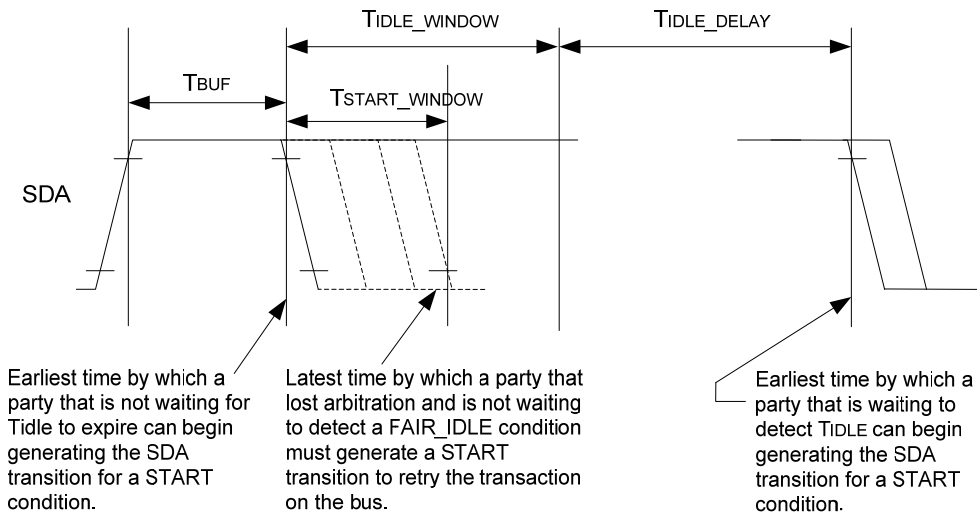 TIDLE_WINDOW
TIDLE_DELAY
TBUF
TSTART_WINDOW
SDA
Earliest time by which a
party that is not waiting for
Tidle to expire can begin
generating the SDA
transition for a START
condition.
Latest time by which a party that
lost arbitration and is not waiting
to detect a FAIR_IDLE condition
must generate a START
transition to retry the transaction
on the bus.
Earliest time by which a
party that is waiting to
detect TIDLE can begin
generating the SDA
transition for a START
condition.